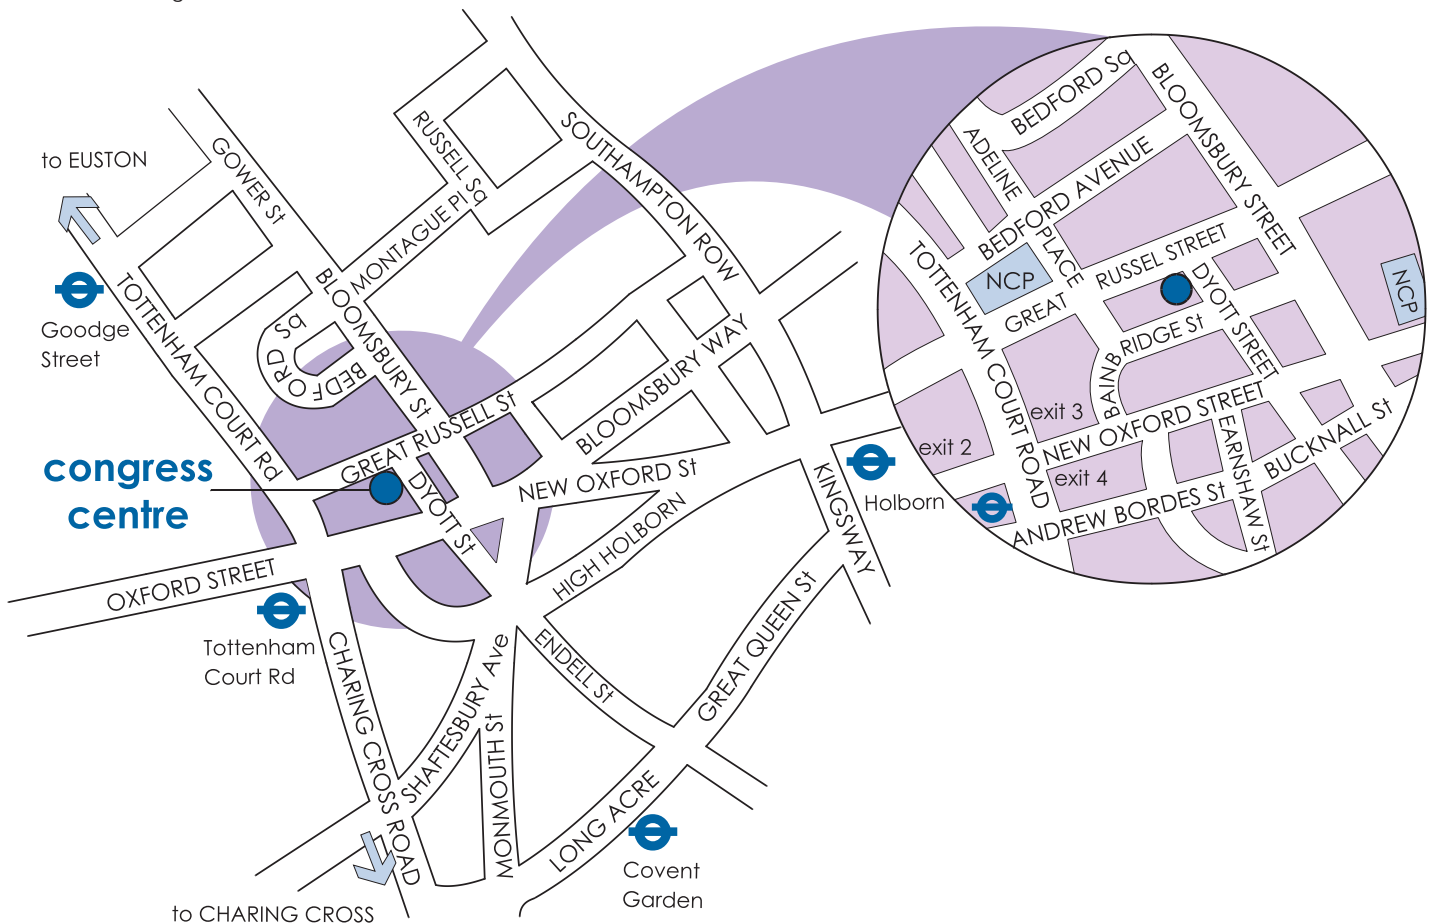 to EUSTON
GOWER St
RUSSELL Sq
MONTAGUE Pl
SOUTHAMPTON ROW
Goodge
Street
TOTTENHAM COURT Rd
BEDFORD Sq
BLOOMSBURY St
BLOOMSBURY WAY
GREAT RUSSELL St
congress
centre
DYOTT St
NEW OXFORD St
HIGH HOLBORN
KINGSWAY
Holborn
OXFORD STREET
Tottenham
Court Rd
CHARING CROSS ROAD
SHAFTESBURY Ave
MONMOUTH St
ENDELL St
GREAT QUEEN St
LONG ACRE
Covent
Garden
to CHARING CROSS
BEDFORD Sq
BLOOMSBURY STREET
ADELINE PLACE
BEDFORD AVENUE
TOTTENHAM COURT ROAD
NCP
GREAT RUSSEL STREET
DYOTT STREET
NCP
BAINBRIDGE St
exit 3
exit 2
NEW OXFORD STREET
exit 4
EARNSHAW St
BUCKNALL St
ANDREW BORDES St